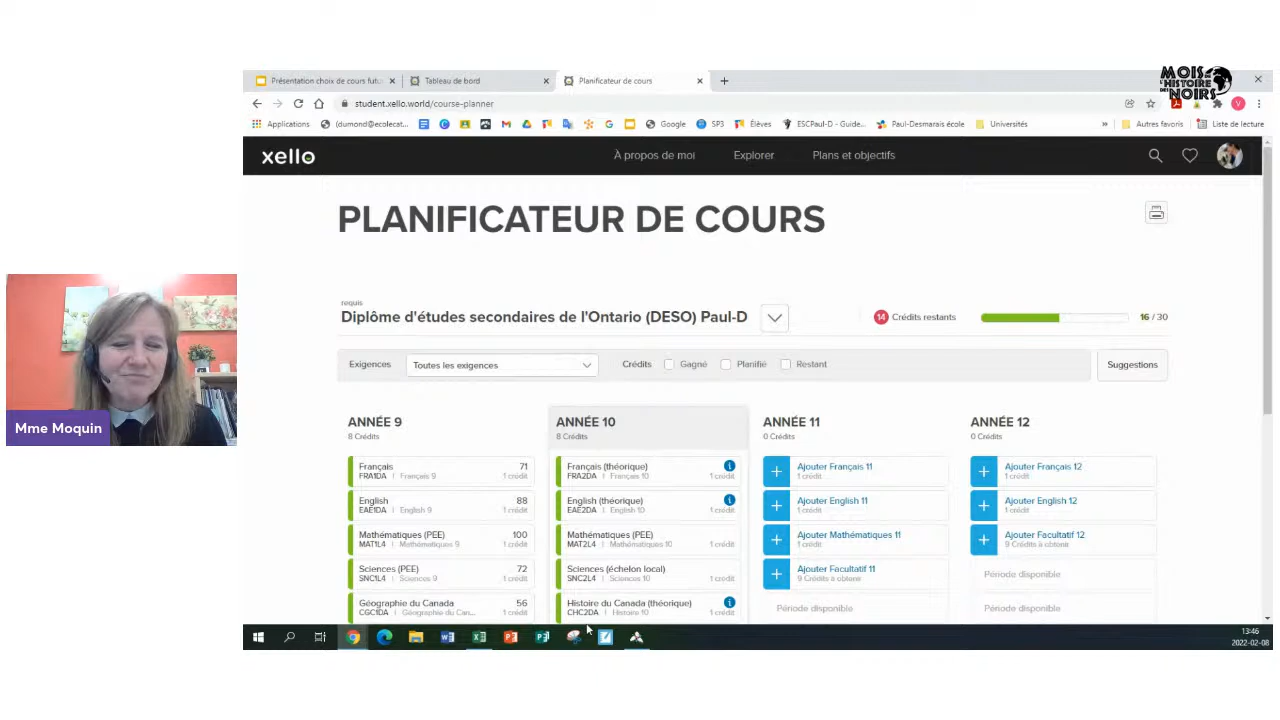 MOIS DE
L'HISTOIRE
DES
NOIRS
Présentation choix de cours futu
Tableau de bord
Planificateur de cours
student.xello.world/course-planner
Applications
(dumond@ecolecat...
Google
SP3
Élèves
ESCPaul-D - Guide...
Paul-Desmarais école
Universités
»
Autres favoris
Liste de lecture
V
xello
À propos de moi
Explorer
Plans et objectifs
PLANIFICATEUR DE COURS
requis
Diplôme d'études secondaires de l'Ontario (DESO) Paul-D
14 Crédits restants
16 / 30
Exigences
Toutes les exigences
Crédits
Gagné
Planifié
Restant
Suggestions
ANNÉE 9
8 Crédits
Français 71
FRA1DA | Français 9 1 crédit
English 88
EAE1DA | English 9 1 crédit
Mathématiques (PEE) 100
MAT1L4 | Mathématiques 9 1 crédit
Sciences (PEE) 72
SNC1L4 | Sciences 9 1 crédit
Géographie du Canada 56
CGC1DA | Géographie du Can... 1 crédit
ANNÉE 10
8 Crédits
Français (théorique)
FRA2DA | Français 10 1 crédit
English (théorique)
EAE2DA | English 10 1 crédit
Mathématiques (PEE)
MAT2L4 | Mathématiques 10 1 crédit
Sciences (échelon local)
SNC2L4 | Sciences 10 1 crédit
Histoire du Canada (théorique)
CHC2DA | Histoire 10 1 crédit
ANNÉE 11
0 Crédits
Ajouter Français 11
1 crédit
Ajouter English 11
1 crédit
Ajouter Mathématiques 11
1 crédit
Ajouter Facultatif 11
9 Crédits à obtenir
Période disponible
ANNÉE 12
0 Crédits
Ajouter Français 12
1 crédit
Ajouter English 12
1 crédit
Ajouter Facultatif 12
9 Crédits à obtenir
Période disponible
Période disponible
Mme Moquin
13:46
2022-02-08